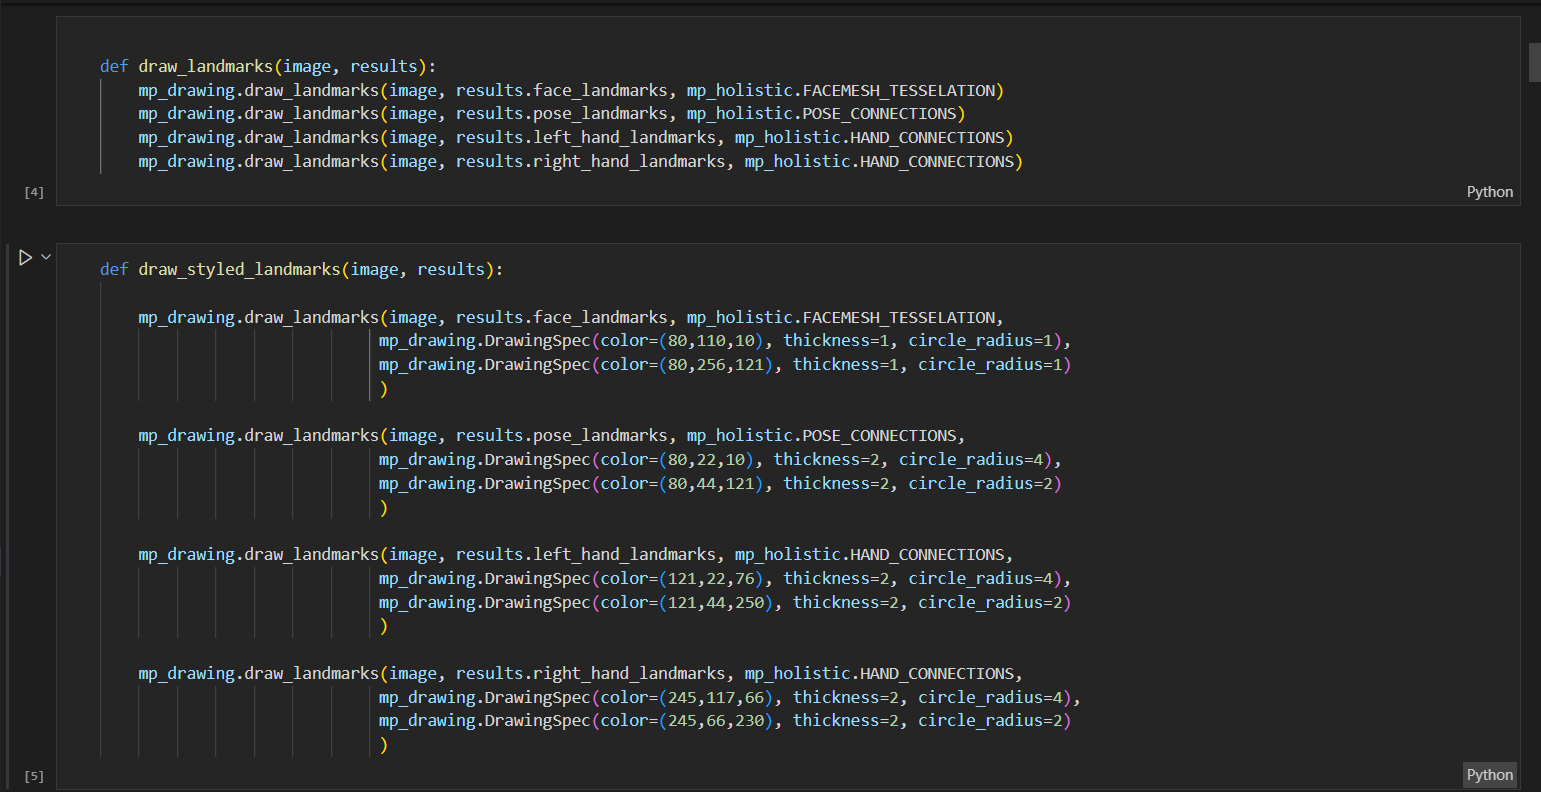 def draw_landmarks(image, results):
    mp_drawing.draw_landmarks(image, results.face_landmarks, mp_holistic.FACEMESH_TESSELATION)
    mp_drawing.draw_landmarks(image, results.pose_landmarks, mp_holistic.POSE_CONNECTIONS)
    mp_drawing.draw_landmarks(image, results.left_hand_landmarks, mp_holistic.HAND_CONNECTIONS)
    mp_drawing.draw_landmarks(image, results.right_hand_landmarks, mp_holistic.HAND_CONNECTIONS)
[4]
Python
def draw_styled_landmarks(image, results):
    mp_drawing.draw_landmarks(image, results.face_landmarks, mp_holistic.FACEMESH_TESSELATION,
                             mp_drawing.DrawingSpec(color=(80,110,10), thickness=1, circle_radius=1),
                             mp_drawing.DrawingSpec(color=(80,256,121), thickness=1, circle_radius=1)
                             )
    mp_drawing.draw_landmarks(image, results.pose_landmarks, mp_holistic.POSE_CONNECTIONS,
                             mp_drawing.DrawingSpec(color=(80,22,10), thickness=2, circle_radius=4),
                             mp_drawing.DrawingSpec(color=(80,44,121), thickness=2, circle_radius=2)
                             )
    mp_drawing.draw_landmarks(image, results.left_hand_landmarks, mp_holistic.HAND_CONNECTIONS,
                             mp_drawing.DrawingSpec(color=(121,22,76), thickness=2, circle_radius=4),
                             mp_drawing.DrawingSpec(color=(121,44,250), thickness=2, circle_radius=2)
                             )
    mp_drawing.draw_landmarks(image, results.right_hand_landmarks, mp_holistic.HAND_CONNECTIONS,
                             mp_drawing.DrawingSpec(color=(245,117,66), thickness=2, circle_radius=4),
                             mp_drawing.DrawingSpec(color=(245,66,230), thickness=2, circle_radius=2)
                             )
[5]
Python